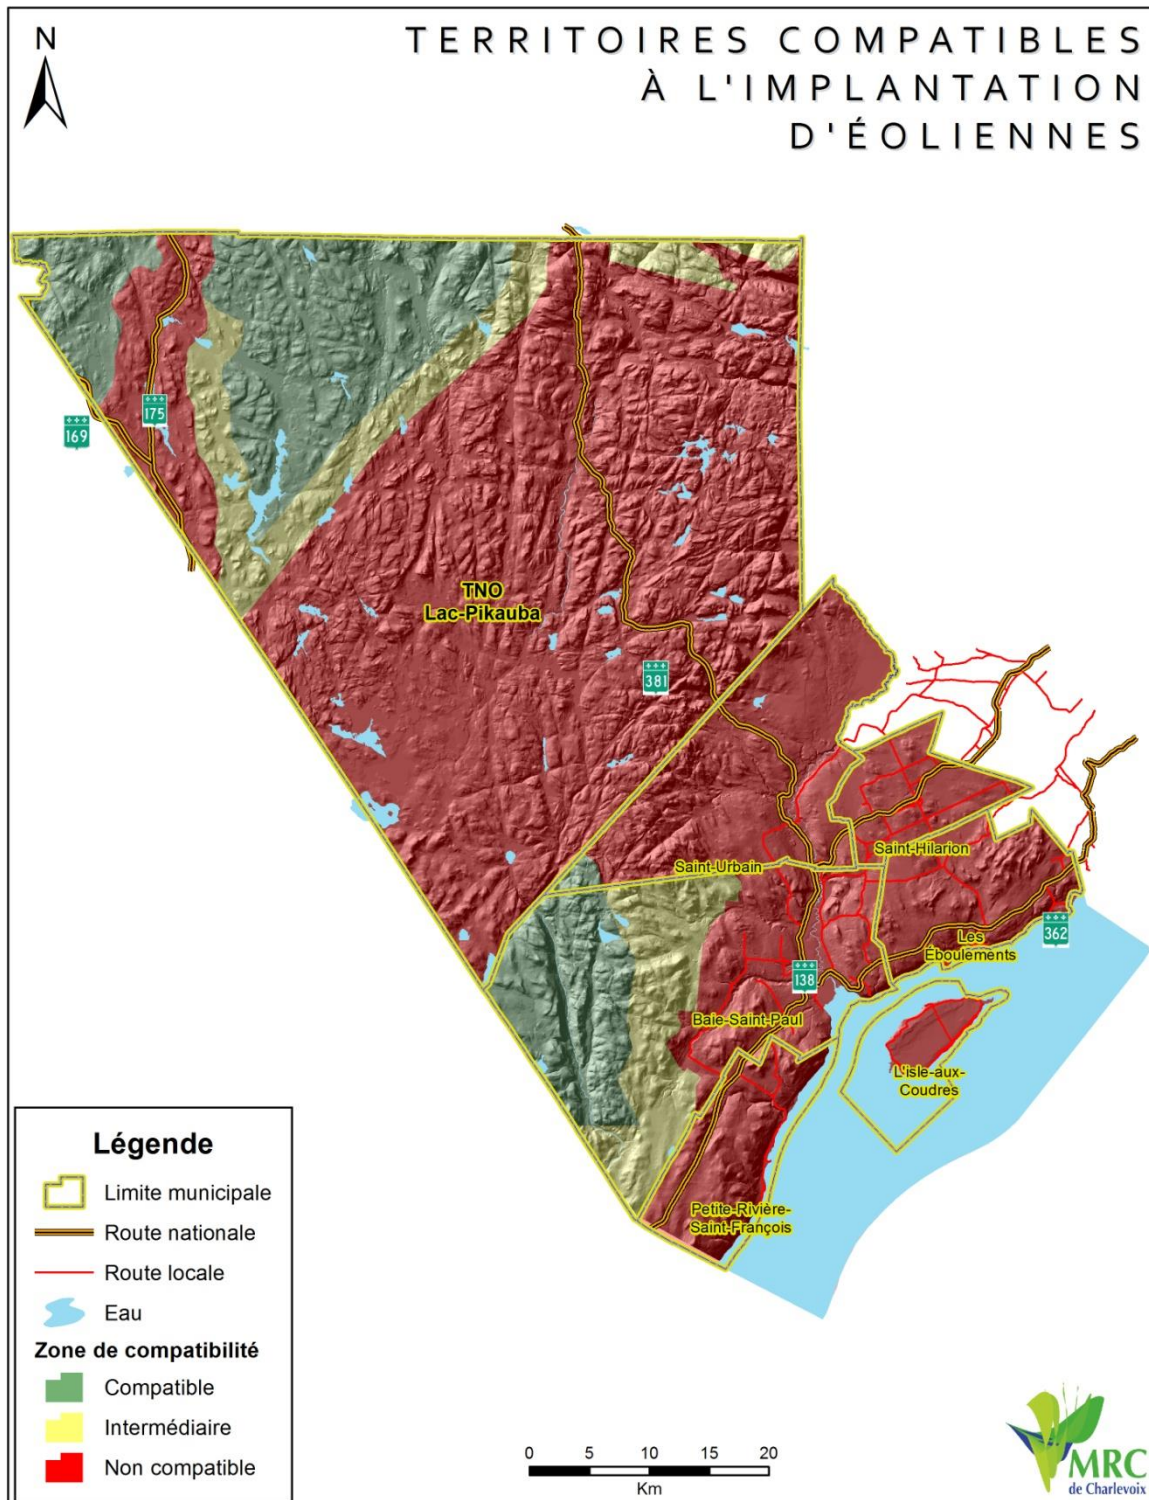 N
TERRITOIRES COMPATIBLES
À L'IMPLANTATION
D'ÉOLIENNES
175
169
TNO
Lac-Pikauba
381
Saint-Urbain
Saint-Hilarion
362
Les
Éboulements
138
Baie-Saint-Paul
L'isle-aux-
Coudres
Petite-Rivière-
Saint-François
Légende
Limite municipale
Route nationale
Route locale
Eau
Zone de compatibilité
Compatible
Intermédiaire
Non compatible
0 5 10 15 20
Km
MRC
de Charlevoix